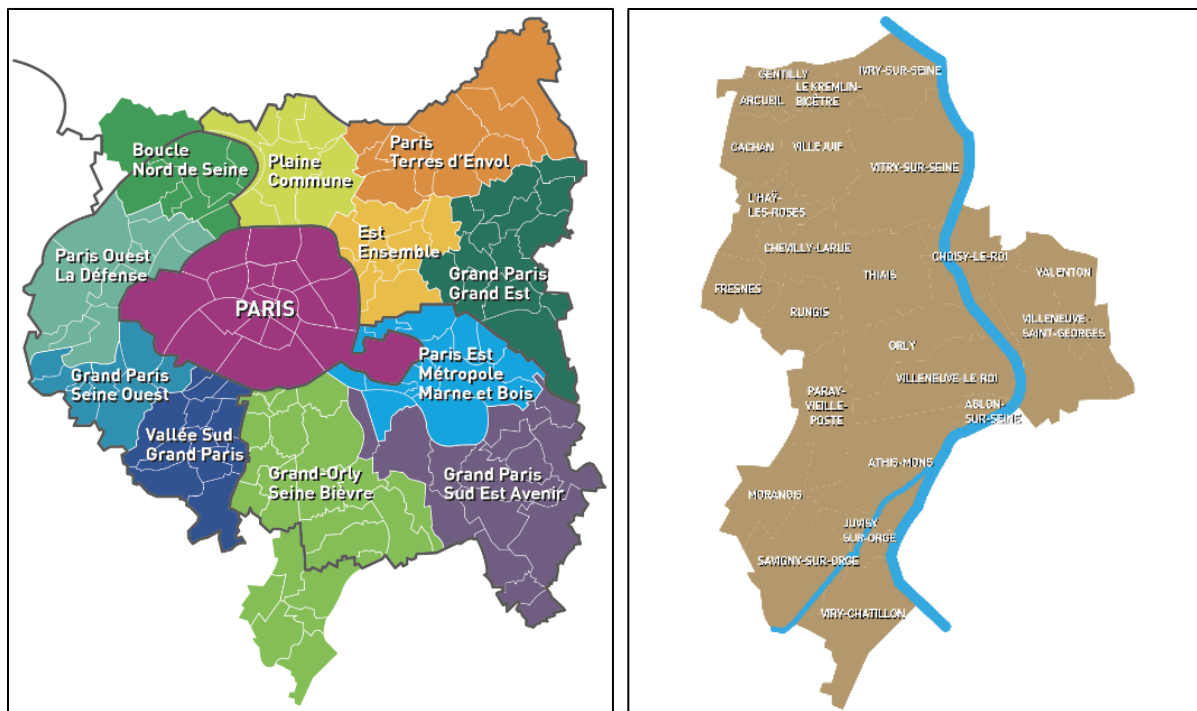 Boucle
Nord de Seine
Plaine
Commune
Paris
Terres d'Envol
Paris Ouest
La Défense
Est
Ensemble
Grand Paris
Grand Est
PARIS
Paris Est
Métropole
Marne et Bois
Grand Paris
Seine Ouest
Vallée Sud
Grand Paris
Grand-Orly
Seine Bièvre
Grand Paris
Sud Est Avenir
GENTILLY
IVRY-SUR-SEINE
LE KREMLIN-
BICÊTRE
ARCUEIL
CACHAN
VILLEJUIF
VITRY-SUR-SEINE
L'HAŸ-
LES-ROSES
CHEVILLY-LARUE
CHOISY-LE-ROI
THIAIS
VALENTON
FRESNES
RUNGIS
VILLENEUVE-
SAINT-GEORGES
ORLY
VILLENEUVE-LE-ROI
PARAY-
VIEILLE-
POSTE
ABLON-
SUR-SEINE
ATHIS-MONS
MORANGIS
JUVISY
SUR-ORGE
SAVIGNY-SUR-ORGE
VIRY-CHATILLON